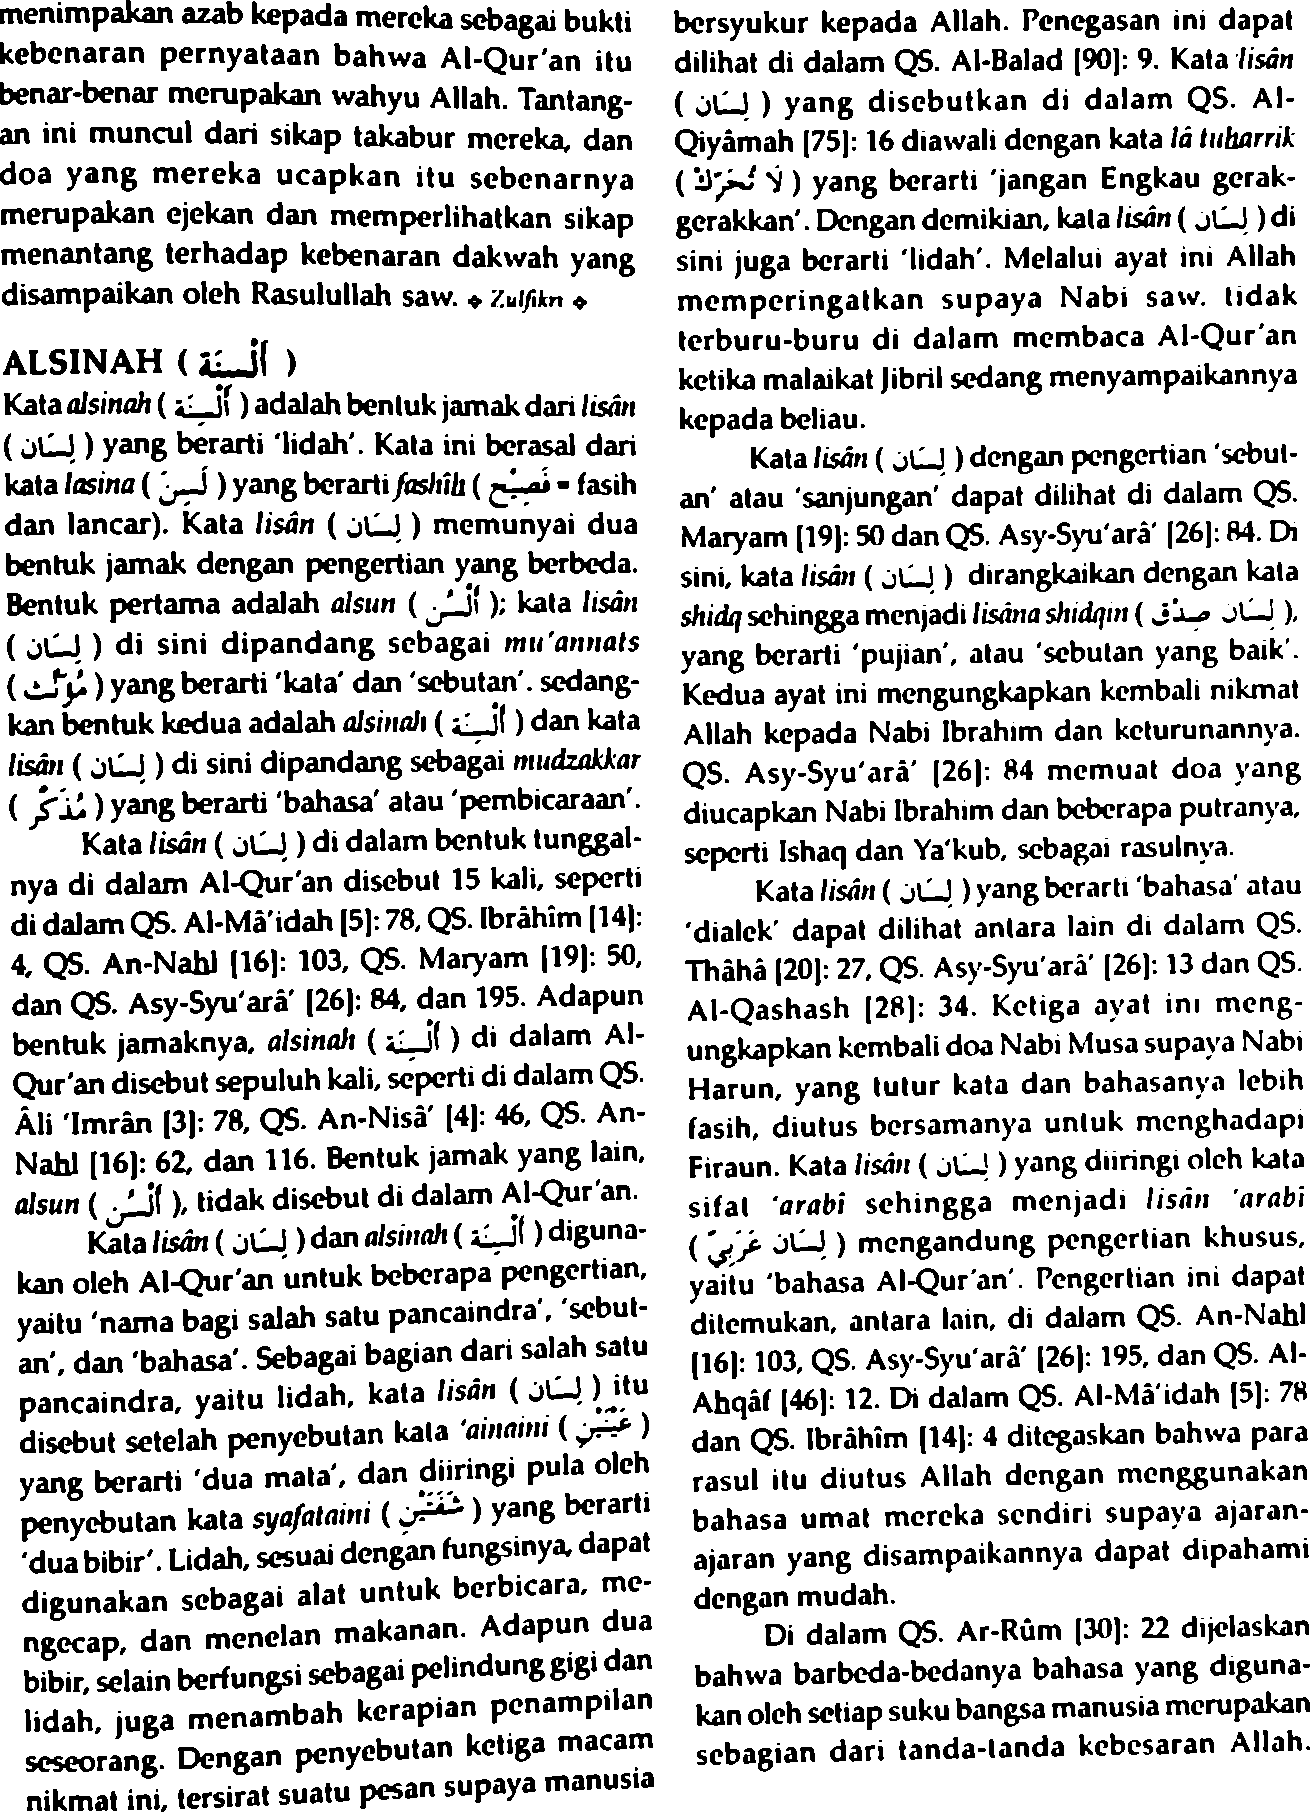 menimpakan azab kepada mereka sebagai bukti
kebenaran pernyataan bahwa Al-Qur'an itu
benar-benar merupakan wahyu Allah. Tantang-
an ini muncul dari sikap takabur mereka, dan
doa yang mereka ucapkan itu sebenarnya
merupakan ejekan dan memperlihatkan sikap
menantang terhadap kebenaran dakwah yang
disampaikan oleh Rasulullah saw. ❖ Zulfikri ❖
ALSINAH ( أَلْسِنَة )
Kata alsinah ( أَلْسِنَة ) adalah bentuk jamak dari lisân
( لِسَان ) yang berarti 'lidah'. Kata ini berasal dari
kata lasina ( لَسِنَ ) yang berarti fashîh ( فَصِيْح = fasih
dan lancar). Kata lisân ( لِسَان ) memunyai dua
bentuk jamak dengan pengertian yang berbeda.
Bentuk pertama adalah alsun ( أَلْسُن ); kata lisân
( لِسَان ) di sini dipandang sebagai mu'annats
( مُؤَنَّث ) yang berarti 'kata' dan 'sebutan'. sedang-
kan bentuk kedua adalah alsinah ( أَلْسِنَة ) dan kata
lisân ( لِسَان ) di sini dipandang sebagai mudzakkar
( مُذَكَّر ) yang berarti 'bahasa' atau 'pembicaraan'.
Kata lisân ( لِسَان ) di dalam bentuk tunggal-
nya di dalam Al-Qur'an disebut 15 kali, seperti
di dalam QS. Al-Mâ'idah [5]: 78, QS. Ibrâhîm [14]:
4, QS. An-Nahl [16]: 103, QS. Maryam [19]: 50,
dan QS. Asy-Syu'arâ' [26]: 84, dan 195. Adapun
bentuk jamaknya, alsinah ( أَلْسِنَة ) di dalam Al-
Qur'an disebut sepuluh kali, seperti di dalam QS.
Âli 'Imrân [3]: 78, QS. An-Nisâ' [4]: 46, QS. An-
Nahl [16]: 62, dan 116. Bentuk jamak yang lain,
alsun ( أَلْسُن ), tidak disebut di dalam Al-Qur'an.
Kata lisân ( لِسَان ) dan alsinah ( أَلْسِنَة ) diguna-
kan oleh Al-Qur'an untuk beberapa pengertian,
yaitu 'nama bagi salah satu pancaindra', 'sebut-
an', dan 'bahasa'. Sebagai bagian dari salah satu
pancaindra, yaitu lidah, kata lisân ( لِسَان ) itu
disebut setelah penyebutan kata 'ainaini ( عَيْنَيْنِ )
yang berarti 'dua mata', dan diiringi pula oleh
penyebutan kata syafataini ( شَفَتَيْنِ ) yang berarti
'dua bibir'. Lidah, sesuai dengan fungsinya, dapat
digunakan sebagai alat untuk berbicara, me-
ngecap, dan menelan makanan. Adapun dua
bibir, selain berfungsi sebagai pelindung gigi dan
lidah, juga menambah kerapian penampilan
seseorang. Dengan penyebutan ketiga macam
nikmat ini, tersirat suatu pesan supaya manusia
bersyukur kepada Allah. Penegasan ini dapat
dilihat di dalam QS. Al-Balad [90]: 9. Kata lisân
( لِسَان ) yang disebutkan di dalam QS. Al-
Qiyâmah [75]: 16 diawali dengan kata lâ tuharrik
( لَا تُحَرِّكْ ) yang berarti 'jangan Engkau gerak-
gerakkan'. Dengan demikian, kata lisân ( لِسَان ) di
sini juga berarti 'lidah'. Melalui ayat ini Allah
memperingatkan supaya Nabi saw. tidak
terburu-buru di dalam membaca Al-Qur'an
ketika malaikat Jibril sedang menyampaikannya
kepada beliau.
Kata lisân ( لِسَان ) dengan pengertian 'sebut-
an' atau 'sanjungan' dapat dilihat di dalam QS.
Maryam [19]: 50 dan QS. Asy-Syu'arâ' [26]: 84. Di
sini, kata lisân ( لِسَان ) dirangkaikan dengan kata
shidq sehingga menjadi lisâna shidqin ( لِسَان صِدْق ),
yang berarti 'pujian', atau 'sebutan yang baik'.
Kedua ayat ini mengungkapkan kembali nikmat
Allah kepada Nabi Ibrahim dan keturunannya.
QS. Asy-Syu'arâ' [26]: 84 memuat doa yang
diucapkan Nabi Ibrahim dan beberapa putranya,
seperti Ishaq dan Ya'kub, sebagai rasulnya.
Kata lisân ( لِسَان ) yang berarti 'bahasa' atau
'dialek' dapat dilihat antara lain di dalam QS.
Thâhâ [20]: 27, QS. Asy-Syu'arâ' [26]: 13 dan QS.
Al-Qashash [28]: 34. Ketiga ayat ini meng-
ungkapkan kembali doa Nabi Musa supaya Nabi
Harun, yang tutur kata dan bahasanya lebih
fasih, diutus bersamanya untuk menghadapi
Firaun. Kata lisân ( لِسَان ) yang diiringi oleh kata
sifat 'arabî sehingga menjadi lisân 'arabî
( لِسَان عَرَبِيّ ) mengandung pengertian khusus,
yaitu 'bahasa Al-Qur'an'. Pengertian ini dapat
ditemukan, antara lain, di dalam QS. An-Nahl
[16]: 103, QS. Asy-Syu'arâ' [26]: 195, dan QS. Al-
Ahqâf [46]: 12. Di dalam QS. Al-Mâ'idah [5]: 78
dan QS. Ibrâhîm [14]: 4 ditegaskan bahwa para
rasul itu diutus Allah dengan menggunakan
bahasa umat mereka sendiri supaya ajaran-
ajaran yang disampaikannya dapat dipahami
dengan mudah.
Di dalam QS. Ar-Rûm [30]: 22 dijelaskan
bahwa barbeda-bedanya bahasa yang diguna-
kan oleh setiap suku bangsa manusia merupakan
sebagian dari tanda-tanda kebesaran Allah.